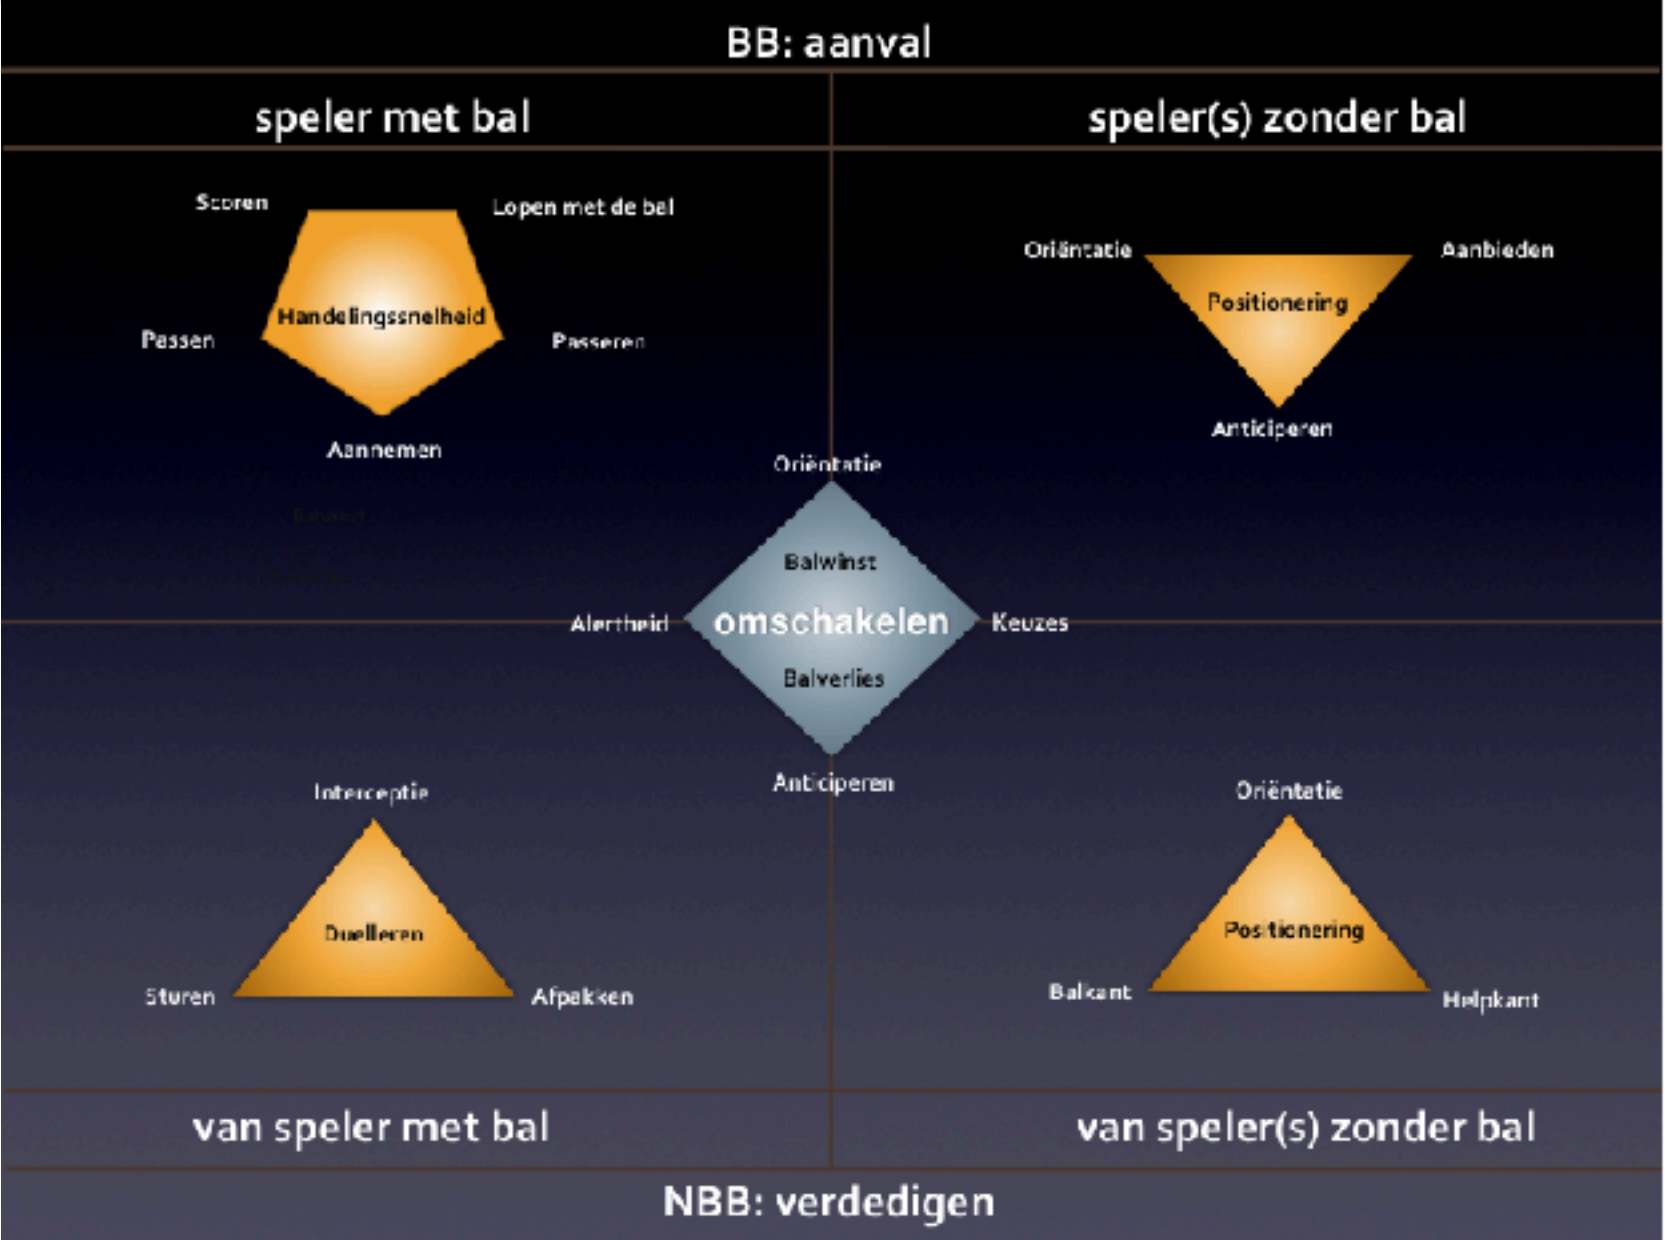 BB: aanval
speler met bal
speler(s) zonder bal
Scoren
Lopen met de bal
Handelingssnelheid
Passen
Passeren
Aannemen
Oriëntatie
Aanbieden
Positionering
Anticiperen
Oriëntatie
Balwinst
Alertheid
omschakelen
Keuzes
Balverlies
Anticiperen
Interceptie
Duelleren
Sturen
Afpakken
Oriëntatie
Positionering
Balkant
Helpkant
van speler met bal
van speler(s) zonder bal
NBB: verdedigen